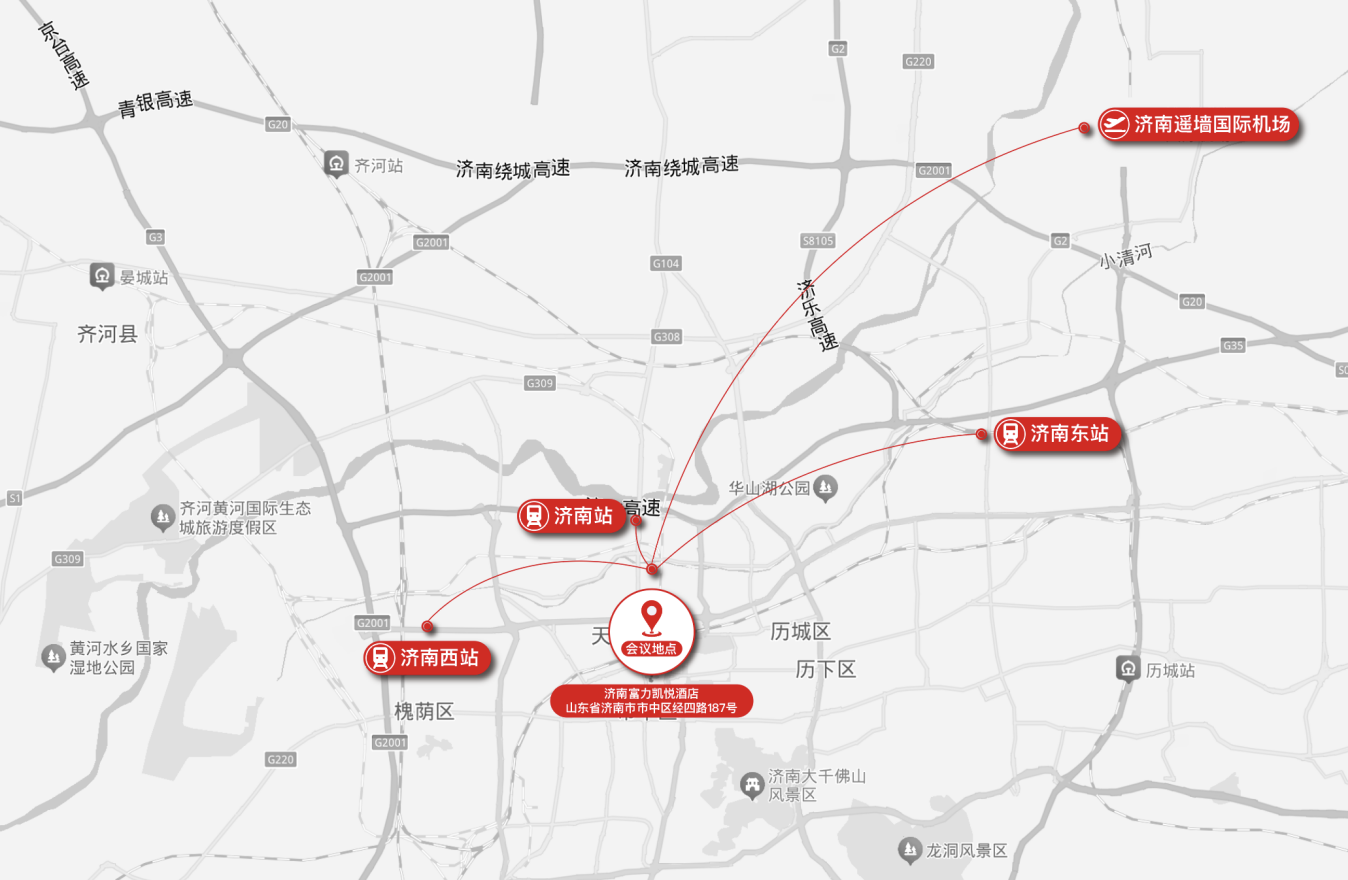 京台高速
青银高速
G2
G220
济南遥墙国际机场
G20
齐河站
济南绕城高速
济南绕城高速
G2001
G3
G2001
S8105
G2
小清河
G104
晏城站
G2001
济乐高速
G20
齐河县
G308
G35
G309
济南东站
华山湖公园
S1
齐河黄河国际生态
城旅游度假区
济南站
高速
G309
G2001
天
会议地点
历城区
黄河水乡国家
湿地公园
济南西站
历下区
历城站
济南富力凯悦酒店
山东省济南市市中区经四路187号
槐荫区
G2001
G220
济南大千佛山
风景区
龙洞风景区